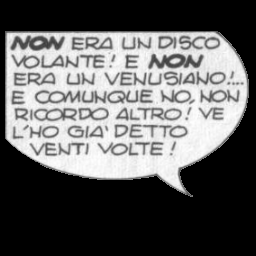 NON ERA UN DISCO
VOLANTE! E NON
ERA UN VENUSIANO!...
E COMUNQUE NO, NON
RICORDO ALTRO! VE
L'HO GIA' DETTO
VENTI VOLTE!